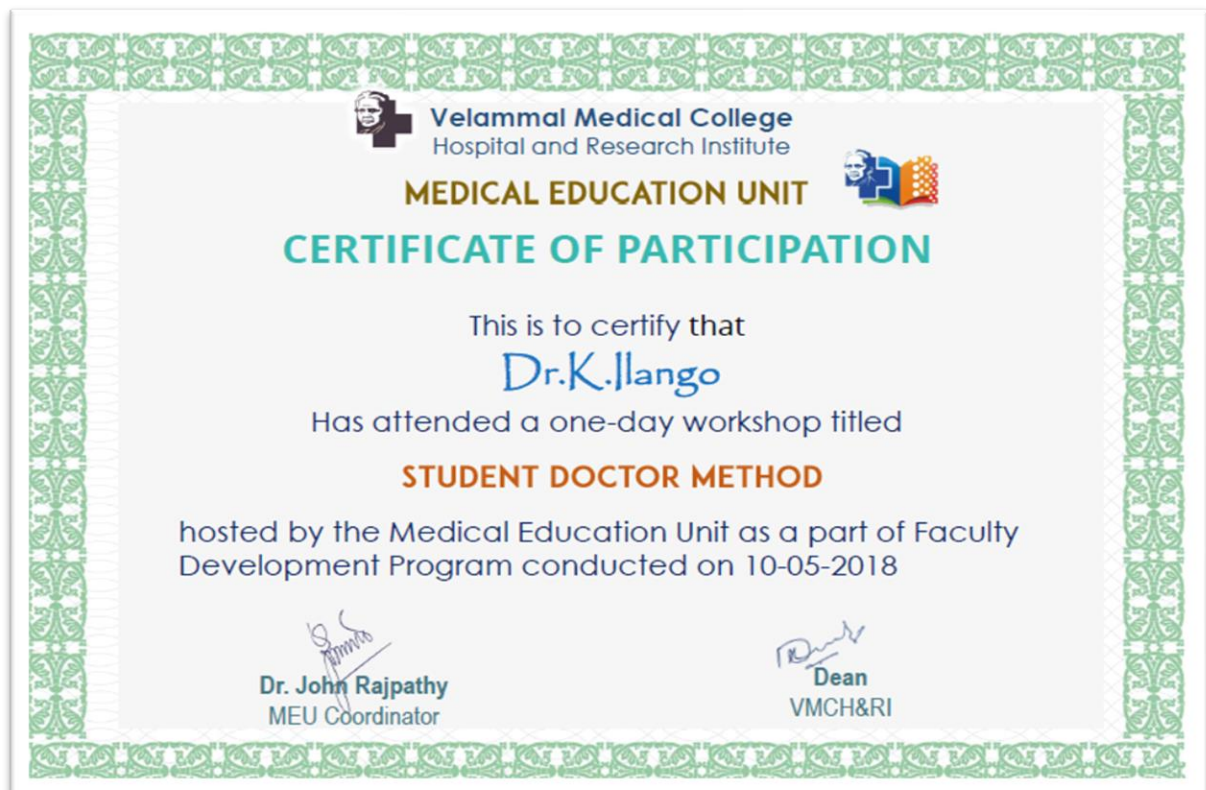 Velammal Medical College
Hospital and Research Institute
MEDICAL EDUCATION UNIT
CERTIFICATE OF PARTICIPATION
This is to certify that
Dr.K.Ilango
Has attended a one-day workshop titled
STUDENT DOCTOR METHOD
hosted by the Medical Education Unit as a part of Faculty
Development Program conducted on 10-05-2018
Dr. John Rajpathy
MEU Coordinator
Dean
VMCH&RI